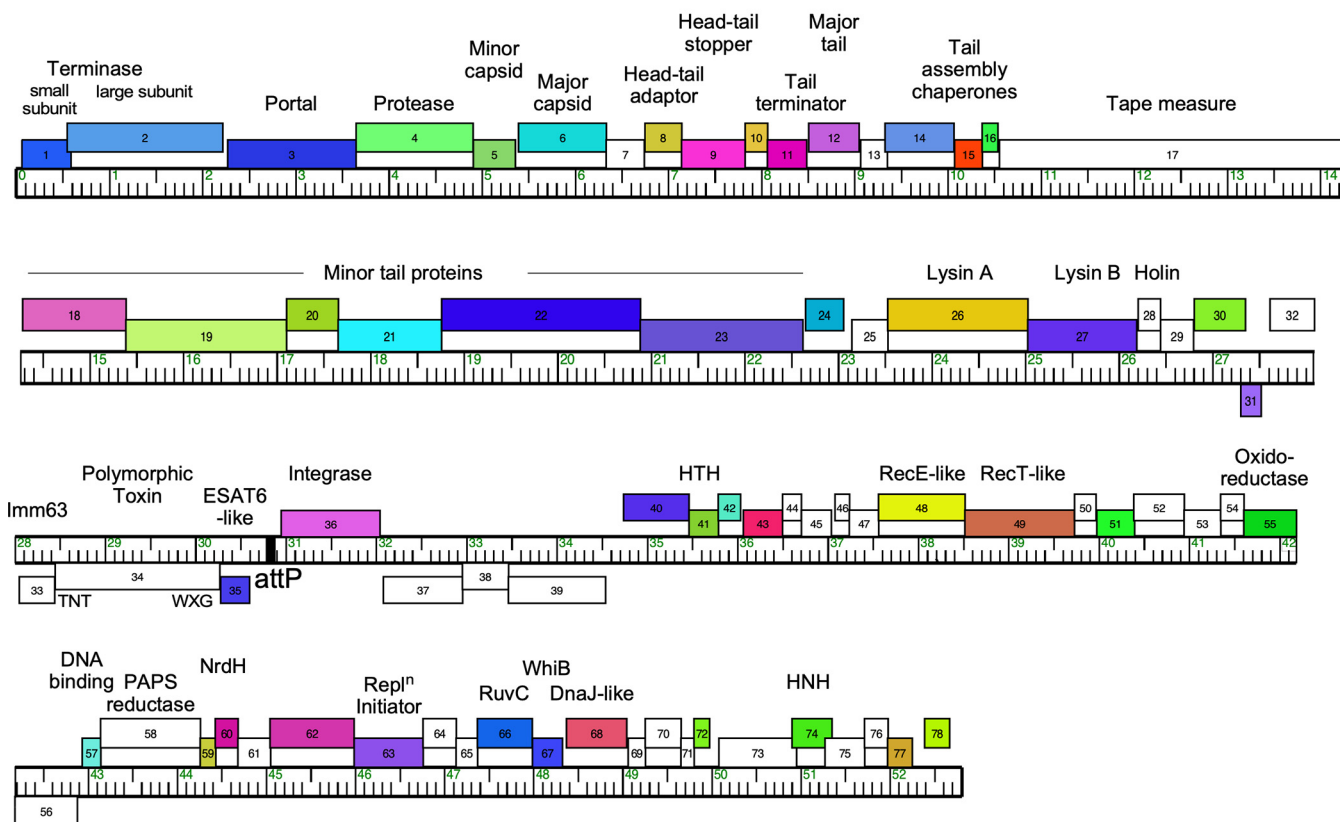 Head-tail stopper
Major tail
Minor capsid
Terminase
small subunit
large subunit
Portal
Protease
Major capsid
Head-tail adaptor
Tail terminator
Tail assembly chaperones
Tape measure
1 2 3 4 5 6 7 8 9 10 11 12 13 14 15 16 17
0 1 2 3 4 5 6 7 8 9 10 11 12 13 14
Minor tail proteins
Lysin A
Lysin B
Holin
18 19 20 21 22 23 24 25 26 27 28 29 30 32
15 16 17 18 19 20 21 22 23 24 25 26 27
31
Imm63
Polymorphic Toxin
ESAT6 -like
Integrase
HTH
RecE-like
RecT-like
Oxido- reductase
36 40 41 42 43 44 45 46 47 48 49 50 51 52 53 54 55
28 29 30 31 32 33 34 35 36 37 38 39 40 41 42
33 34 35 37 38 39
TNT
WXG
attP
DNA binding
PAPS reductase
NrdH
Replⁿ Initiator
RuvC
WhiB
DnaJ-like
HNH
57 58 59 60 61 62 63 64 65 66 67 68 69 70 71 72 73 74 75 76 77 78
43 44 45 46 47 48 49 50 51 52
56